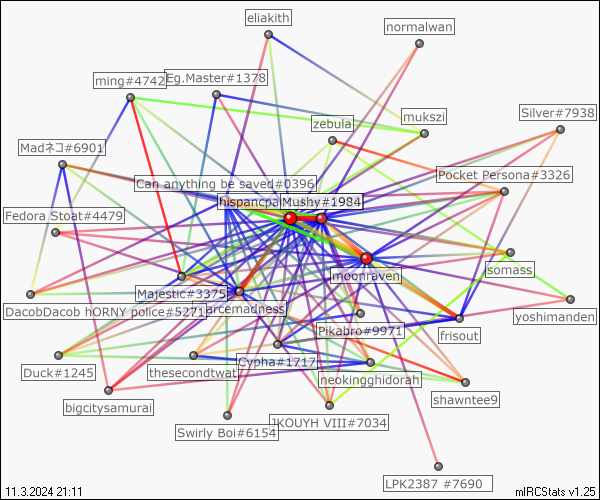 eliakith
normalwan
ming#4742
Eg.Master#1378
mukszi
Silver#7938
zebula
Madネコ#6901
Pocket Persona#3326
Can anything be saved#0396
hispancpa
Mushy#1984
Fedora Stoat#4479
somass
moonraven
Majestic#3375
DacobDacob hORNY police#5271
arcemadness
yoshimanden
Pikabro#9971
frisout
Cypha#1717
Duck#1245
thesecondtwat
neokingghidorah
shawntee9
bigcitysamurai
JKOUYH VIII#7034
Swirly Boi#6154
LPK2387 #7690
11.3.2024 21:11
mIRCStats v1.25